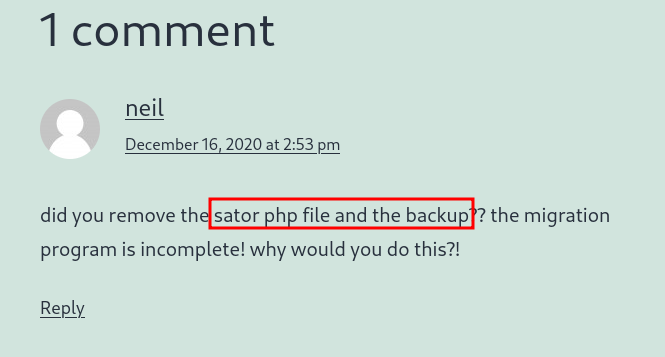 1 comment
neil
December 16, 2020 at 2:53 pm
did you remove the sator php file and the backup?? the migration
program is incomplete! why would you do this?!
Reply